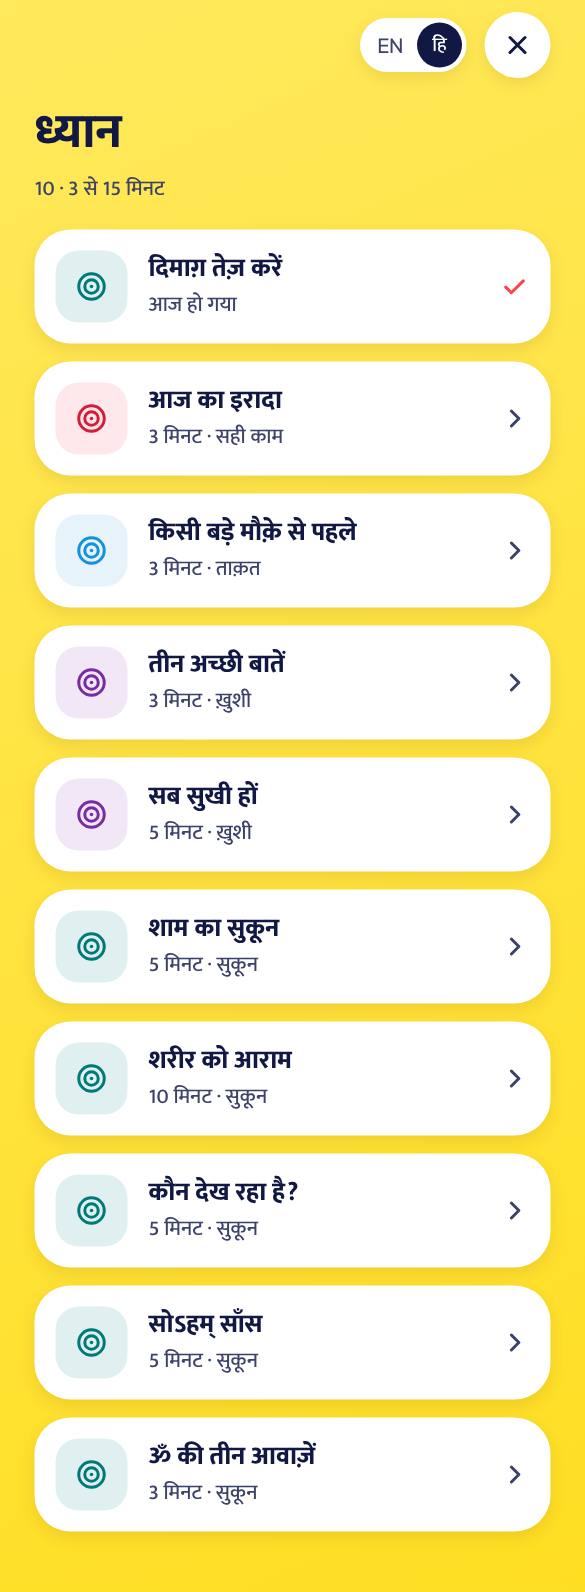 EN हि
ध्यान
10 · 3 से 15 मिनट
दिमाग़ तेज़ करें
आज हो गया
आज का इरादा
3 मिनट · सही काम
किसी बड़े मौक़े से पहले
3 मिनट · ताक़त
तीन अच्छी बातें
3 मिनट · ख़ुशी
सब सुखी हों
5 मिनट · ख़ुशी
शाम का सुकून
5 मिनट · सुकून
शरीर को आराम
10 मिनट · सुकून
कौन देख रहा है?
5 मिनट · सुकून
सोऽहम् साँस
5 मिनट · सुकून
ॐ की तीन आवाज़ें
3 मिनट · सुकून